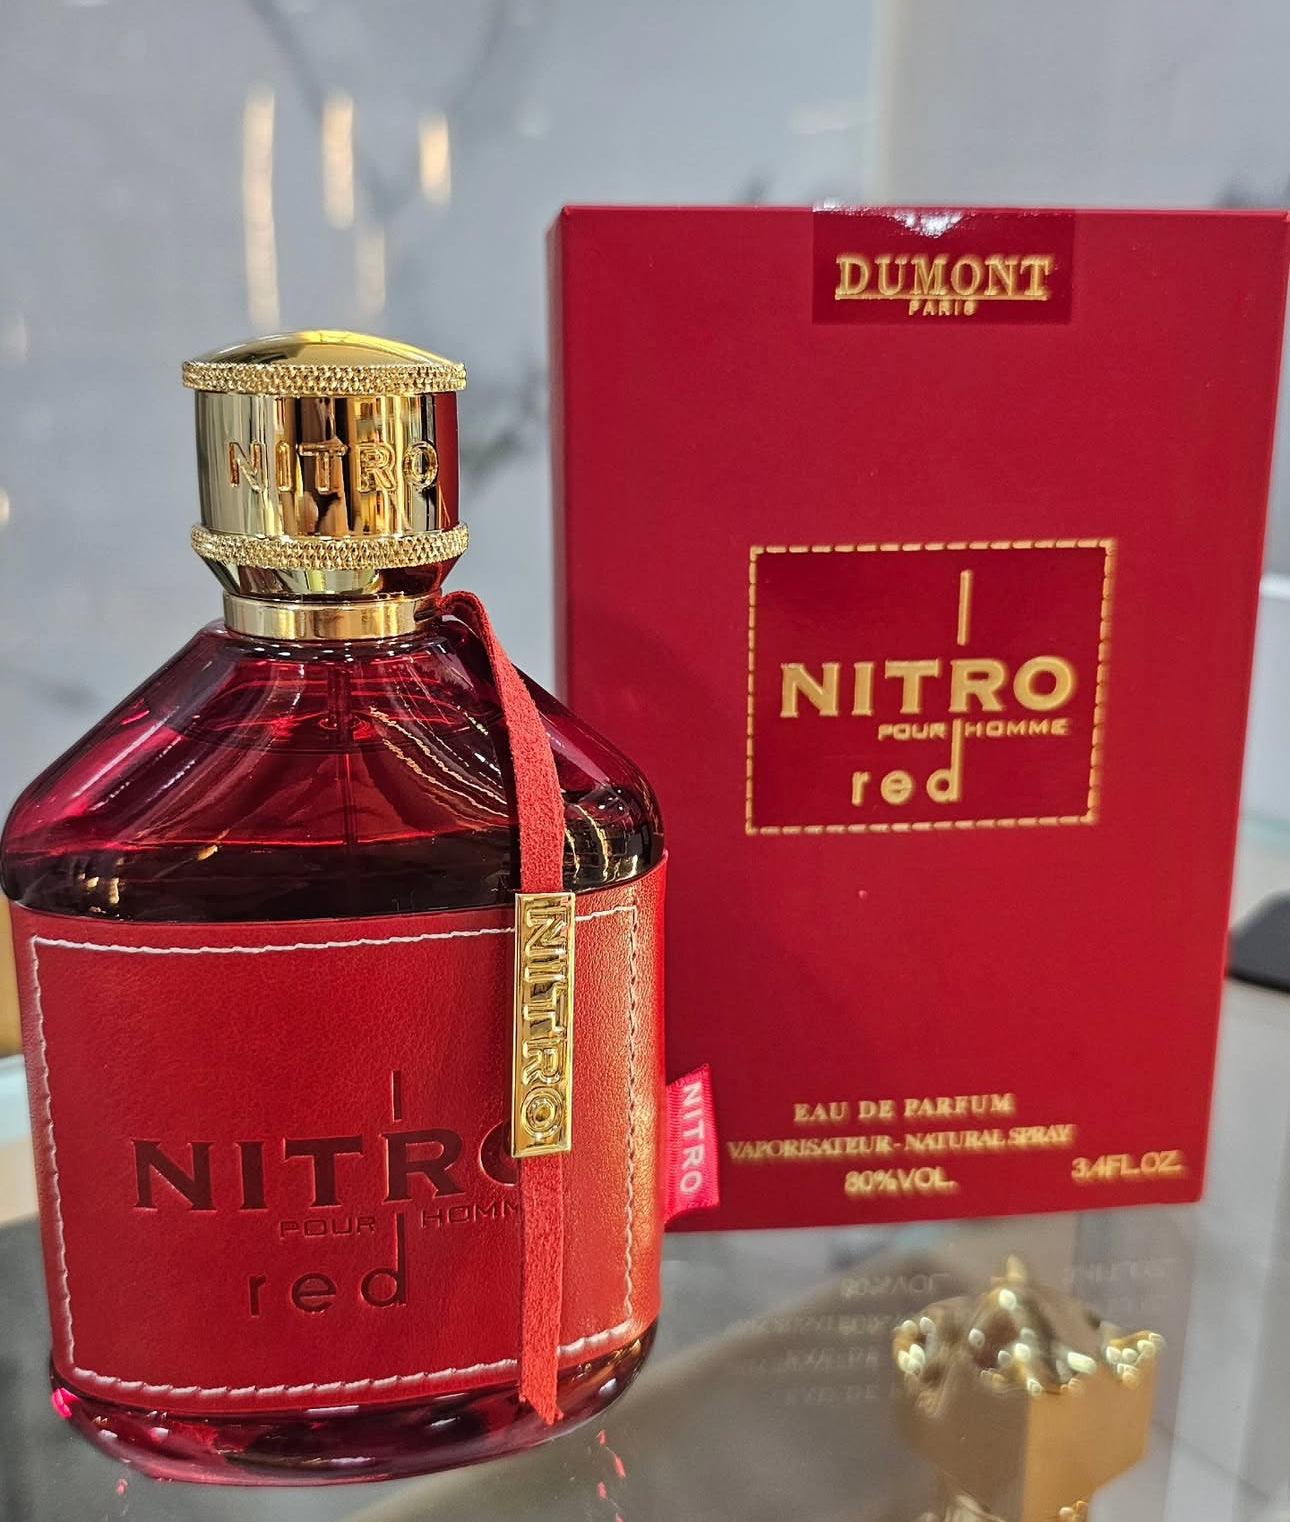 DUMONT
PARIS
NITRO
POUR HOMME
red
EAU DE PARFUM
VAPORISATEUR - NATURAL SPRAY
80%VOL.
3.4FL.OZ.
NITRO
NITRO
NITRO
POUR HOMM
red
NITRO